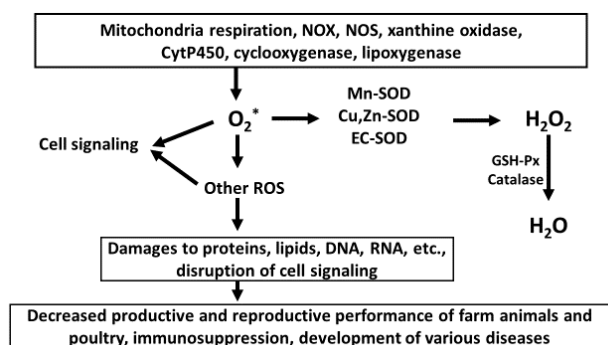 Mitochondria respiration, NOX, NOS, xanthine oxidase,
CytP450, cyclooxygenase, lipoxygenase
Mn-SOD
Cu,Zn-SOD
EC-SOD
O₂*
H₂O₂
Cell signaling
GSH-Px
Catalase
Other ROS
H₂O
Damages to proteins, lipids, DNA, RNA, etc.,
disruption of cell signaling
Decreased productive and reproductive performance of farm animals and
poultry, immunosuppression, development of various diseases